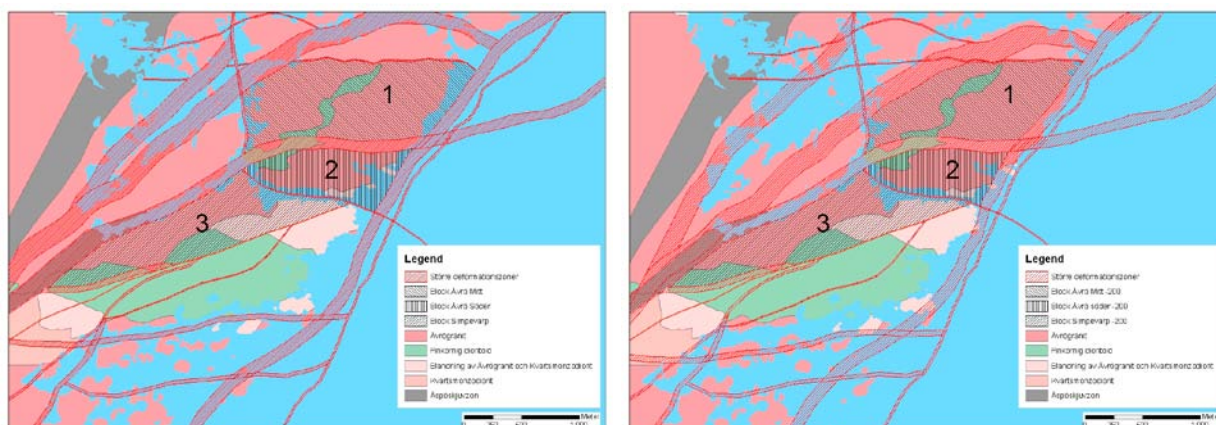 1
2
3
Legend
Större deformationszoner
Block Ävrö Mitt
Block Ävrö Söder
Block Simpevarp
Ävrögranit
Finkornig dioritoid
Blandning av Ävrögranit och Kvartsmonzodiorit
Kvartsmonzodiorit
Äspöskjuvzon
Meter
1
2
3
Legend
Större deformationszoner
Block Ävrö Mitt -200
Block Ävrö söder -200
Block Simpevarp -200
Ävrögranit
Finkornig dioritoid
Blandning av Ävrögranit och Kvartsmonzodiorit
Kvartsmonzodiorit
Äspöskjuvzon
Meter